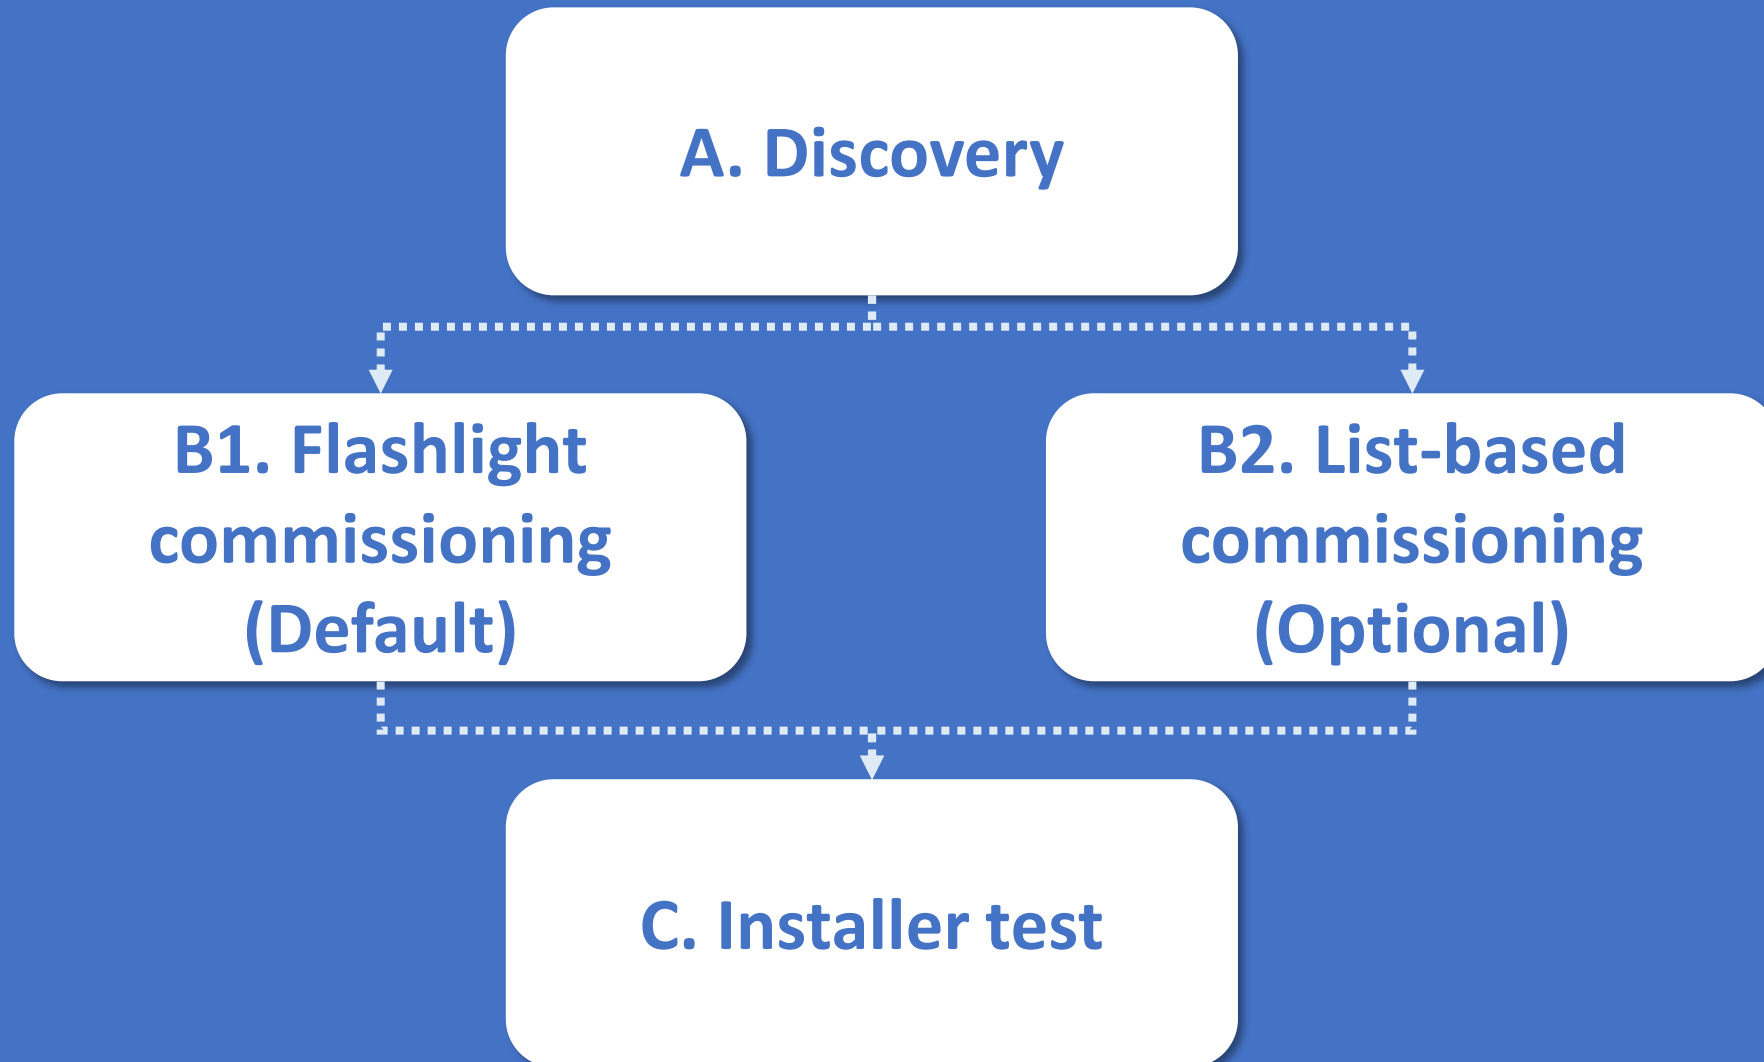 A. Discovery
B1. Flashlight
commissioning
(Default)
B2. List-based
commissioning
(Optional)
C. Installer test